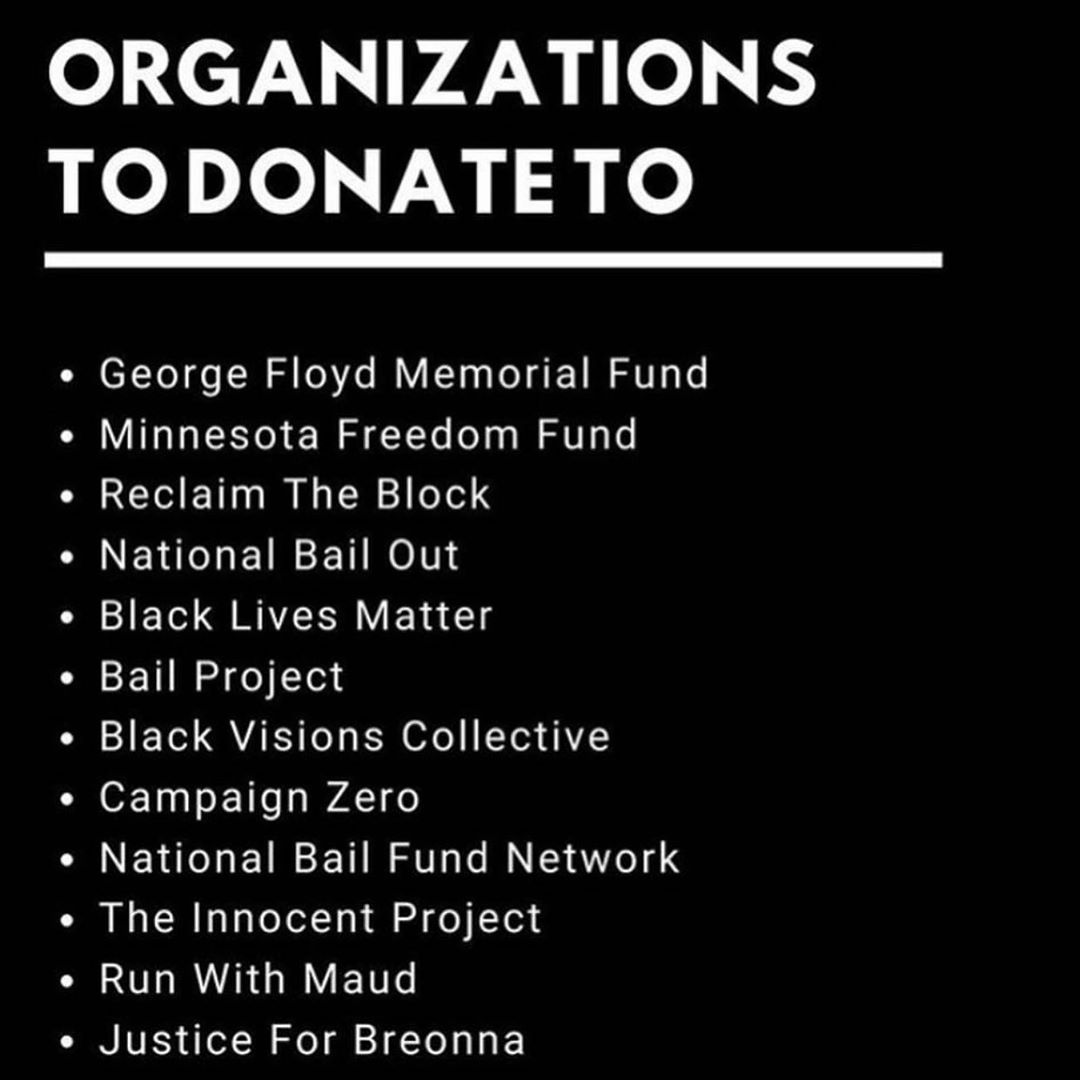 ORGANIZATIONS
TO DONATE TO
• George Floyd Memorial Fund
• Minnesota Freedom Fund
• Reclaim The Block
• National Bail Out
• Black Lives Matter
• Bail Project
• Black Visions Collective
• Campaign Zero
• National Bail Fund Network
• The Innocent Project
• Run With Maud
• Justice For Breonna